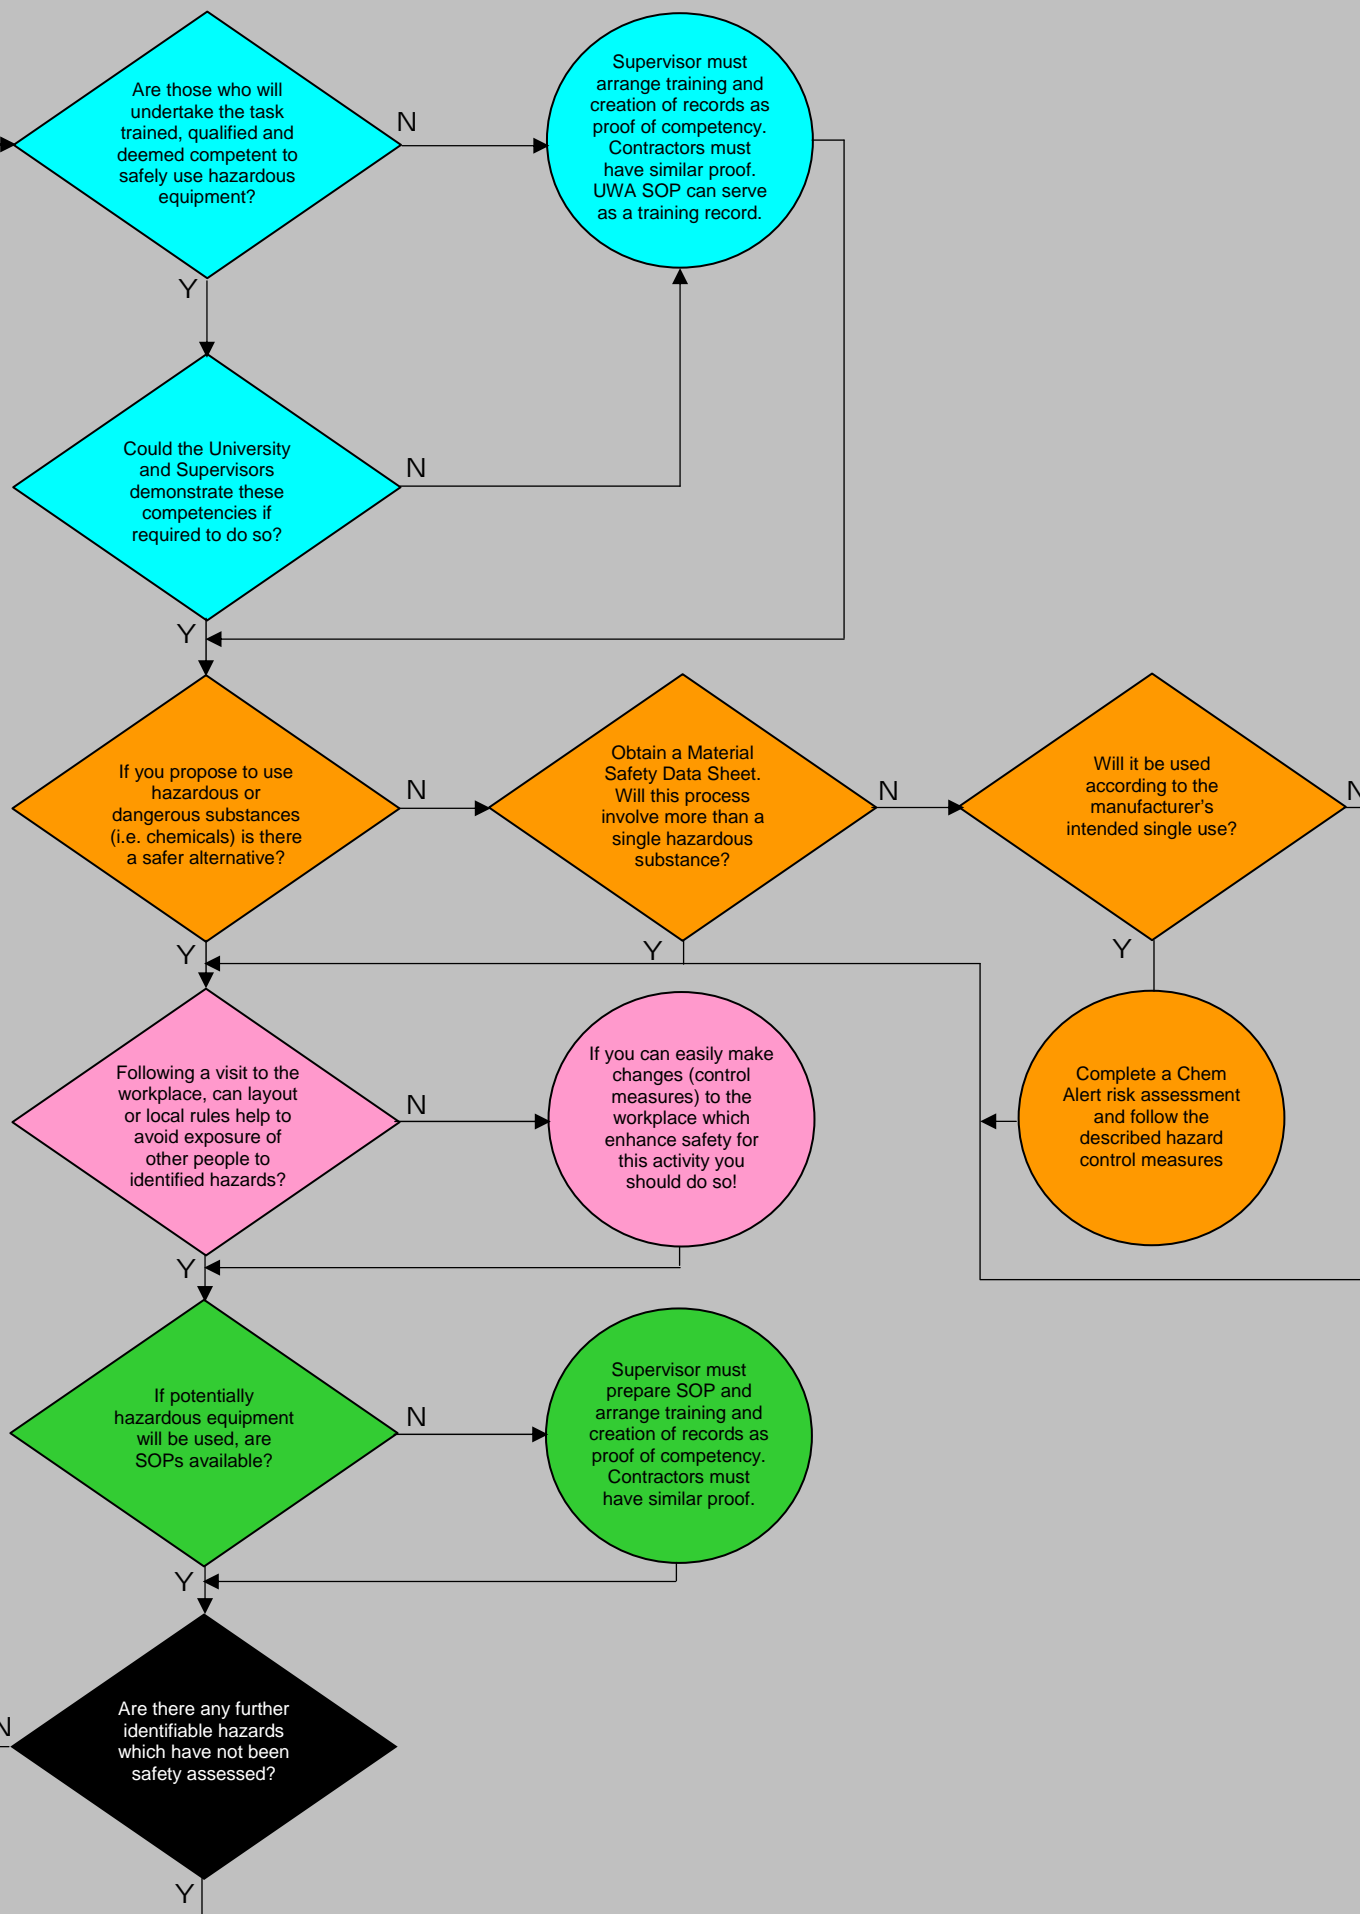 Are those who will
undertake the task
trained, qualified and
deemed competent to
safely use hazardous
equipment?
N
Supervisor must
arrange training and
creation of records as
proof of competency.
Contractors must
have similar proof.
UWA SOP can serve
as a training record.
Y
Could the University
and Supervisors
demonstrate these
competencies if
required to do so?
N
Y
If you propose to use
hazardous or
dangerous substances
(i.e. chemicals) is there
a safer alternative?
N
Obtain a Material
Safety Data Sheet.
Will this process
involve more than a
single hazardous
substance?
N
Will it be used
according to the
manufacturer's
intended single use?
N
Y
Y
Y
Following a visit to the
workplace, can layout
or local rules help to
avoid exposure of
other people to
identified hazards?
N
If you can easily make
changes (control
measures) to the
workplace which
enhance safety for
this activity you
should do so!
Complete a Chem
Alert risk assessment
and follow the
described hazard
control measures
Y
If potentially
hazardous equipment
will be used, are
SOPs available?
N
Supervisor must
prepare SOP and
arrange training and
creation of records as
proof of competency.
Contractors must
have similar proof.
Y
Are there any further
identifiable hazards
which have not been
safety assessed?
N
Y